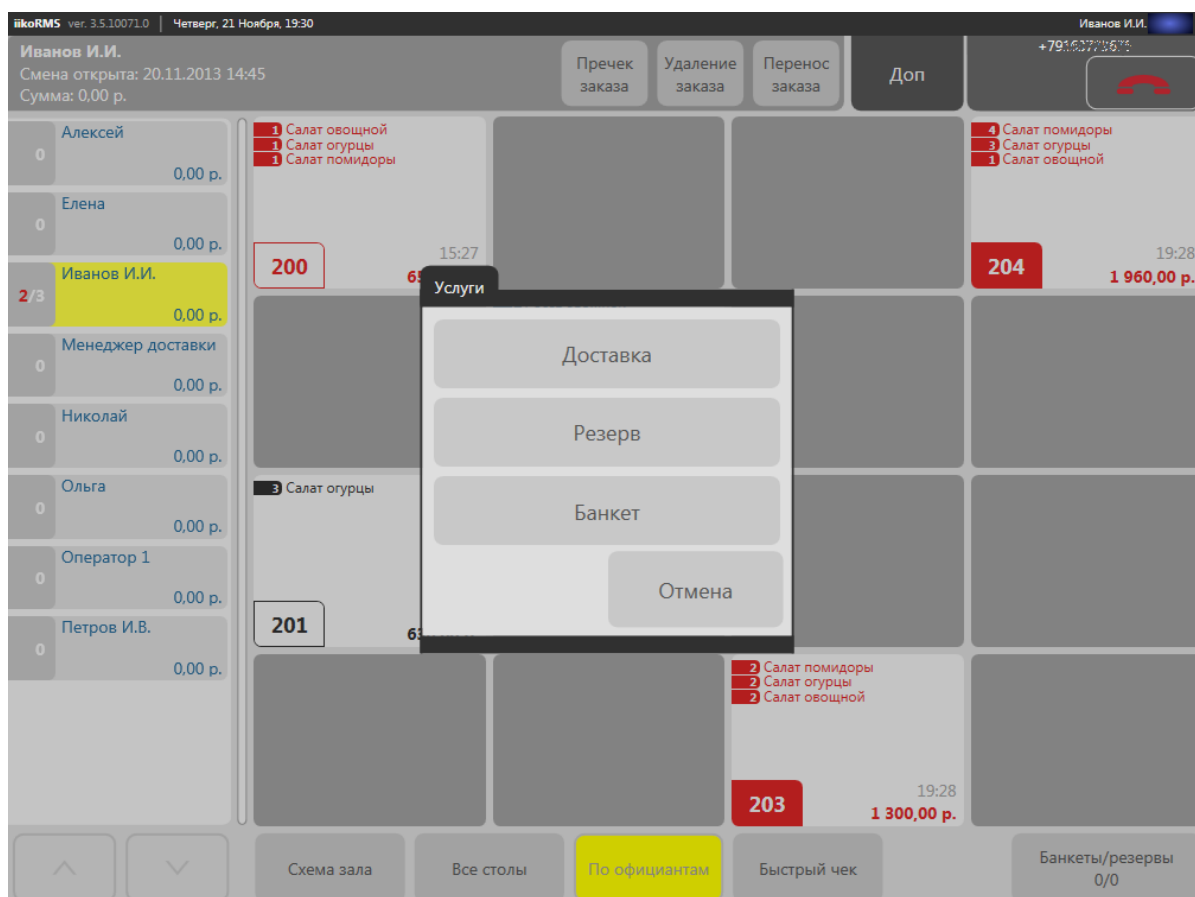 iikoRMS ver. 3.5.10071.0 Четверг, 21 Ноября, 19:30 Иванов И.И.
Иванов И.И.
Смена открыта: 20.11.2013 14:45
Сумма: 0,00 р.
Пречек
заказа
Удаление
заказа
Перенос
заказа
Доп
Алексей
0
0,00 р.
Елена
0
0,00 р.
Иванов И.И.
2/3
0,00 р.
Менеджер доставки
0
0,00 р.
Николай
0
0,00 р.
Ольга
0
0,00 р.
Оператор 1
0
0,00 р.
Петров И.В.
0
0,00 р.
1 Салат овощной
1 Салат огурцы
1 Салат помидоры
15:27
200
4 Салат помидоры
3 Салат огурцы
1 Салат овощной
19:28
204
1 960,00 р.
Услуги
Доставка
Резерв
Банкет
Отмена
3 Салат огурцы
201
2 Салат помидоры
2 Салат огурцы
2 Салат овощной
19:28
203
1 300,00 р.
Схема зала
Все столы
По официантам
Быстрый чек
Банкеты/резервы
0/0